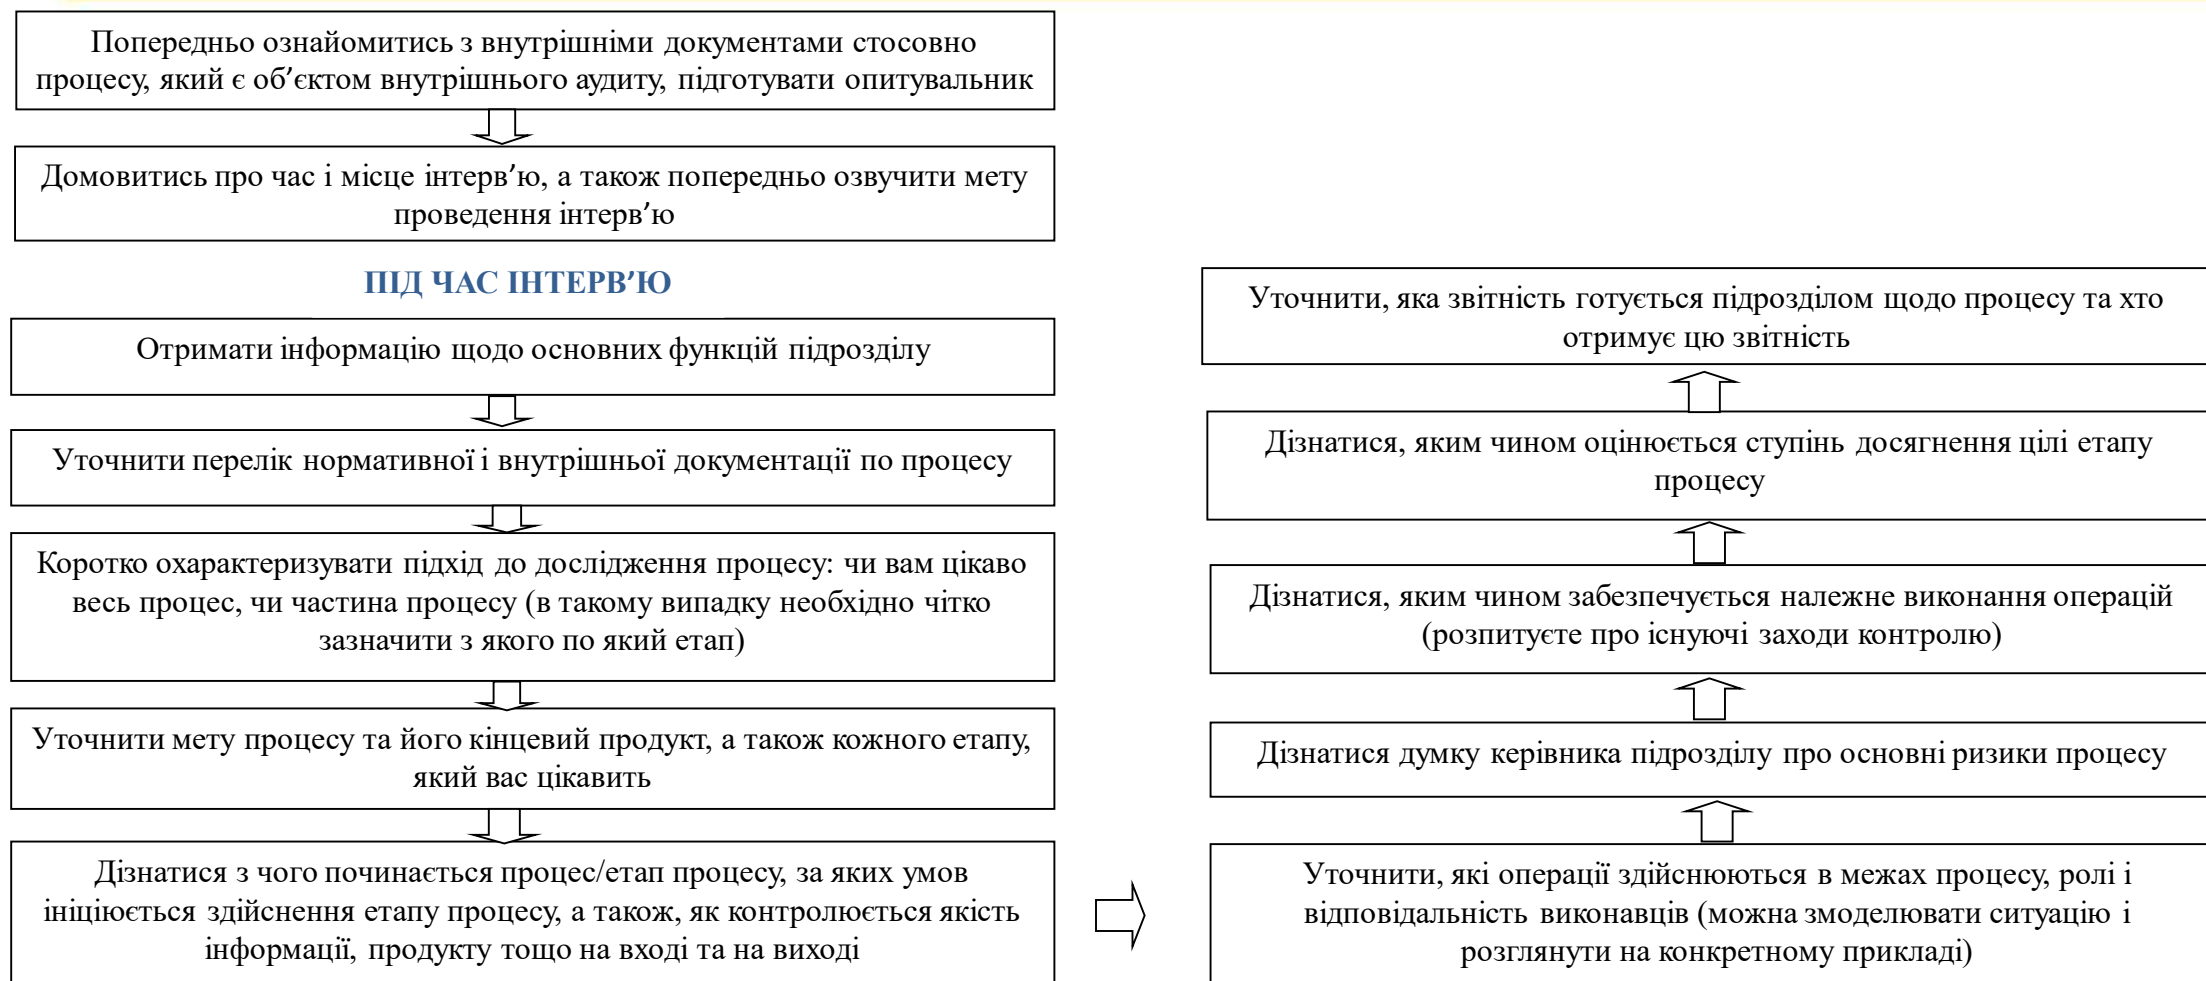 Попередньо ознайомитись з внутрішніми документами стосовно
процесу, який є об’єктом внутрішнього аудиту, підготувати опитувальник
Домовитись про час і місце інтерв’ю, а також попередньо озвучити мету
проведення інтерв’ю
ПІД ЧАС ІНТЕРВ’Ю
Отримати інформацію щодо основних функцій підрозділу
Уточнити перелік нормативної і внутрішньої документації по процесу
Коротко охарактеризувати підхід до дослідження процесу: чи вам цікаво
весь процес, чи частина процесу (в такому випадку необхідно чітко
зазначити з якого по який етап)
Уточнити мету процесу та його кінцевий продукт, а також кожного етапу,
який вас цікавить
Дізнатися з чого починається процес/етап процесу, за яких умов
ініціюється здійснення етапу процесу, а також, як контролюється якість
інформації, продукту тощо на вході та на виході
Уточнити, які операції здійснюються в межах процесу, ролі і
відповідальність виконавців (можна змоделювати ситуацію і
розглянути на конкретному прикладі)
Дізнатися думку керівника підрозділу про основні ризики процесу
Дізнатися, яким чином забезпечується належне виконання операцій
(розпитуєте про існуючі заходи контролю)
Дізнатися, яким чином оцінюється ступінь досягнення цілі етапу
процесу
Уточнити, яка звітність готується підрозділом щодо процесу та хто
отримує цю звітність